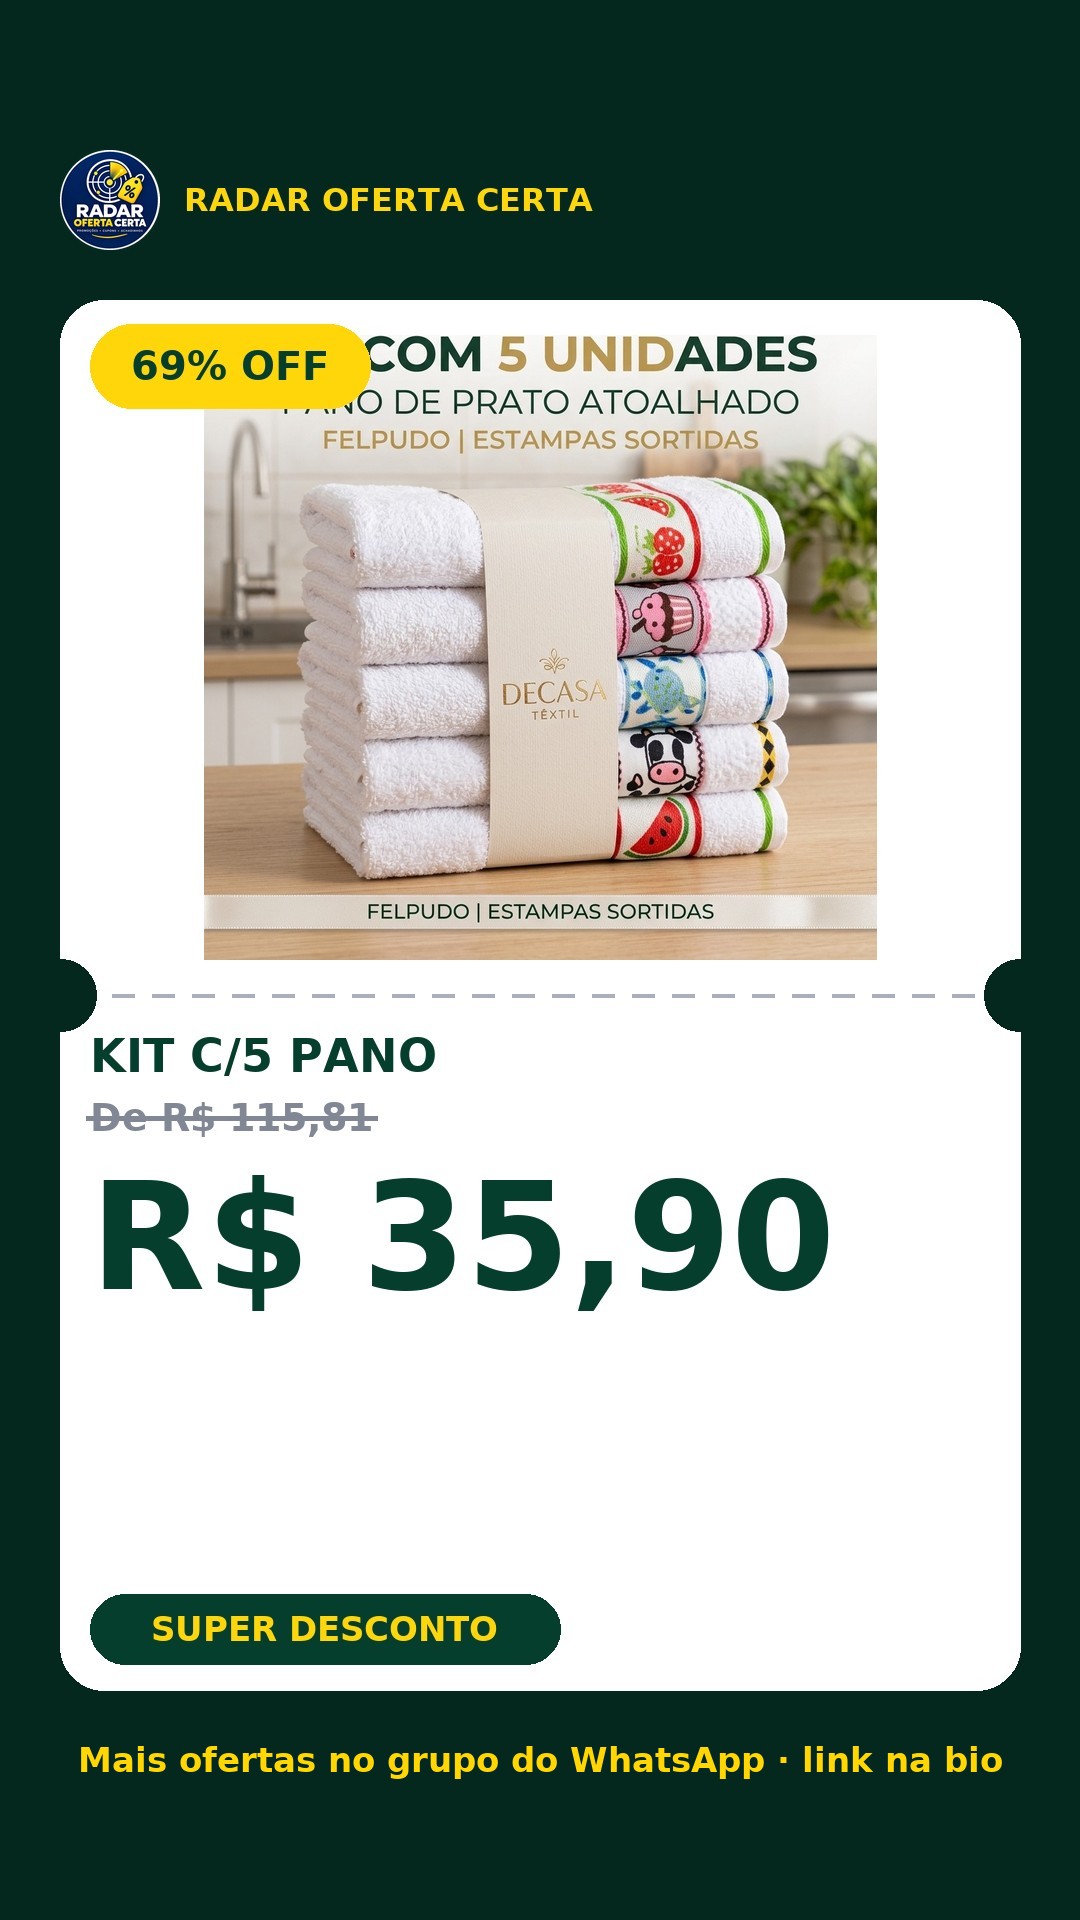 RADAR
OFERTA CERTA
RADAR OFERTA CERTA
69% OFF
COM 5 UNIDADES
PANO DE PRATO ATOALHADO
FELPUDO | ESTAMPAS SORTIDAS
DECASA
TÊXTIL
FELPUDO | ESTAMPAS SORTIDAS
KIT C/5 PANO
De R$ 115,81
R$ 35,90
SUPER DESCONTO
Mais ofertas no grupo do WhatsApp · link na bio